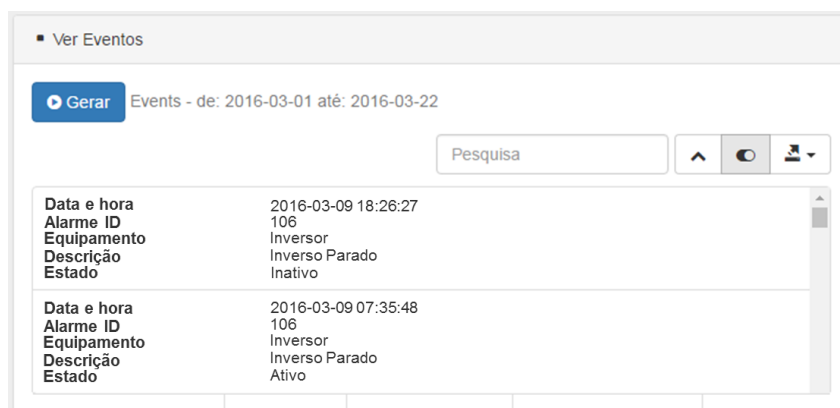 Ver Eventos
Gerar Events - de: 2016-03-01 até: 2016-03-22
Pesquisa
Data e hora 2016-03-09 18:26:27
Alarme ID 106
Equipamento Inversor
Descrição Inverso Parado
Estado Inativo
Data e hora 2016-03-09 07:35:48
Alarme ID 106
Equipamento Inversor
Descrição Inverso Parado
Estado Ativo